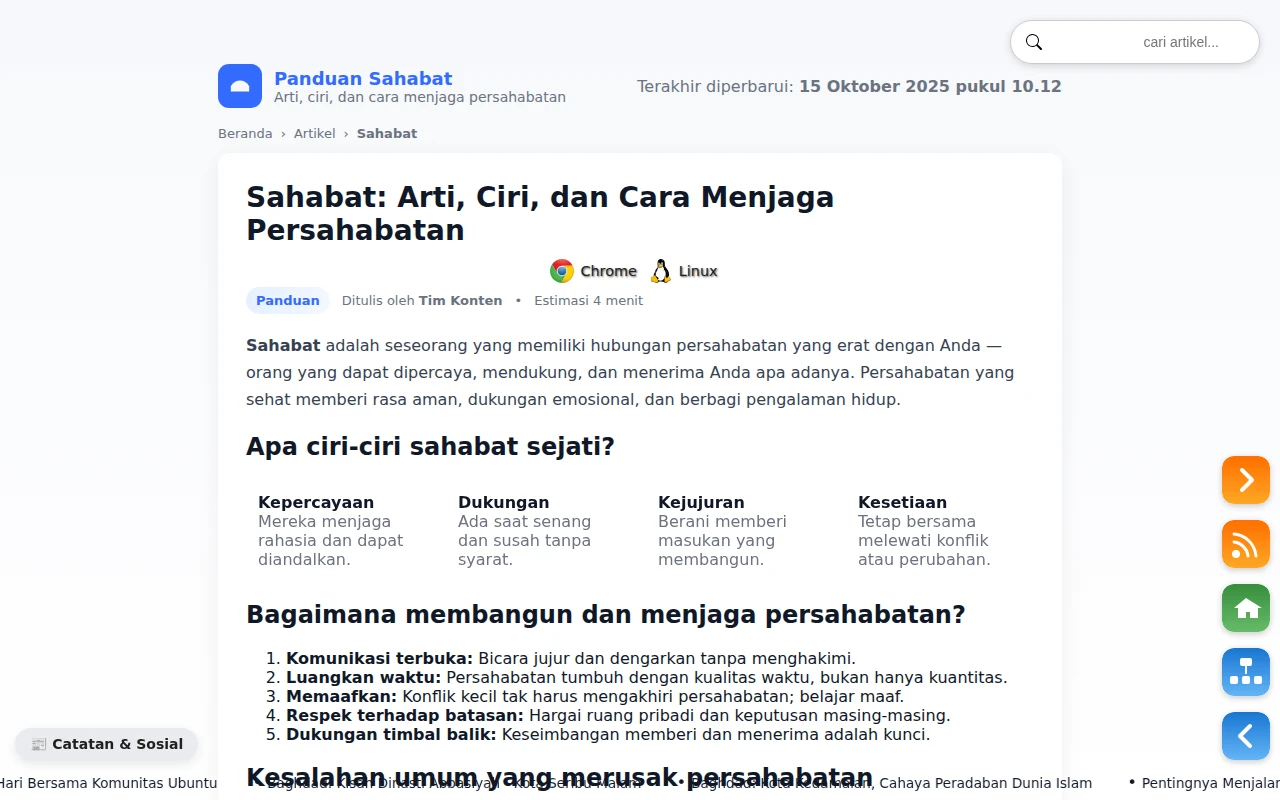 cari artikel...
Panduan Sahabat
Arti, ciri, dan cara menjaga persahabatan
Terakhir diperbarui: 15 Oktober 2025 pukul 10.12
Beranda › Artikel › Sahabat
Sahabat: Arti, Ciri, dan Cara Menjaga
Persahabatan
Chrome Linux
Panduan Ditulis oleh Tim Konten • Estimasi 4 menit
Sahabat adalah seseorang yang memiliki hubungan persahabatan yang erat dengan Anda —
orang yang dapat dipercaya, mendukung, dan menerima Anda apa adanya. Persahabatan yang
sehat memberi rasa aman, dukungan emosional, dan berbagi pengalaman hidup.
Apa ciri-ciri sahabat sejati?
Kepercayaan
Mereka menjaga
rahasia dan dapat
diandalkan.
Dukungan
Ada saat senang
dan susah tanpa
syarat.
Kejujuran
Berani memberi
masukan yang
membangun.
Kesetiaan
Tetap bersama
melewati konflik
atau perubahan.
Bagaimana membangun dan menjaga persahabatan?
1. Komunikasi terbuka: Bicara jujur dan dengarkan tanpa menghakimi.
2. Luangkan waktu: Persahabatan tumbuh dengan kualitas waktu, bukan hanya kuantitas.
3. Memaafkan: Konflik kecil tak harus mengakhiri persahabatan; belajar maaf.
4. Respek terhadap batasan: Hargai ruang pribadi dan keputusan masing-masing.
5. Dukungan timbal balik: Keseimbangan memberi dan menerima adalah kunci.
📰 Catatan & Sosial
Kesalahan umum yang merusak persahabatan
Hari Bersama Komunitas Ubuntu • Baghdad: Kisah Dinasti Abbasiyah - Kota Seribu Malam • Baghdad: Kota Kedamaian, Cahaya Peradaban Dunia Islam • Pentingnya